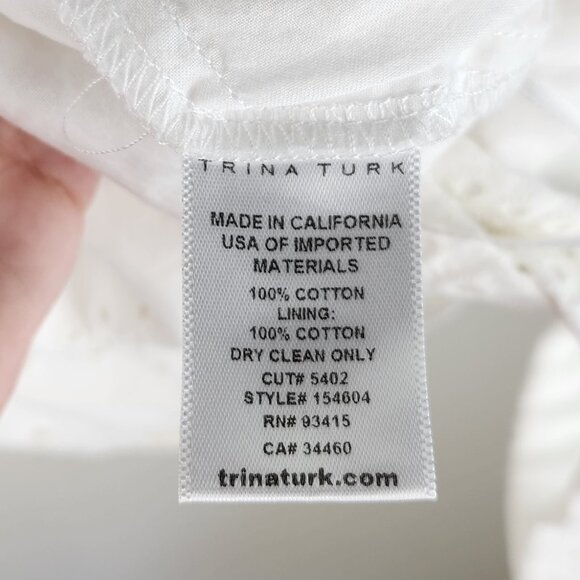 TRINA TURK
MADE IN CALIFORNIA
USA OF IMPORTED
MATERIALS
100% COTTON
LINING:
100% COTTON
DRY CLEAN ONLY
CUT# 5402
STYLE# 154604
RN# 93415
CA# 34460
trinaturk.com